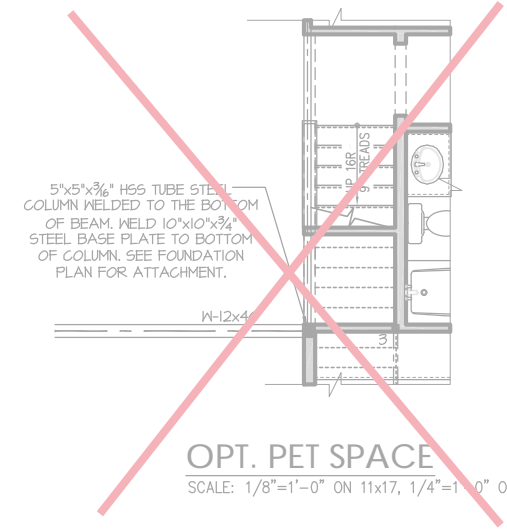 UP 16R
9" TREADS
5"x5"x3⁄16" HSS TUBE STEEL
COLUMN WELDED TO THE BOTTOM
OF BEAM. WELD 10"x10"x3⁄4"
STEEL BASE PLATE TO BOTTOM
OF COLUMN. SEE FOUNDATION
PLAN FOR ATTACHMENT.
3
OPT. PET SPACE
SCALE: 1/8"=1'-0" ON 11x17, 1/4"=1'-0" O